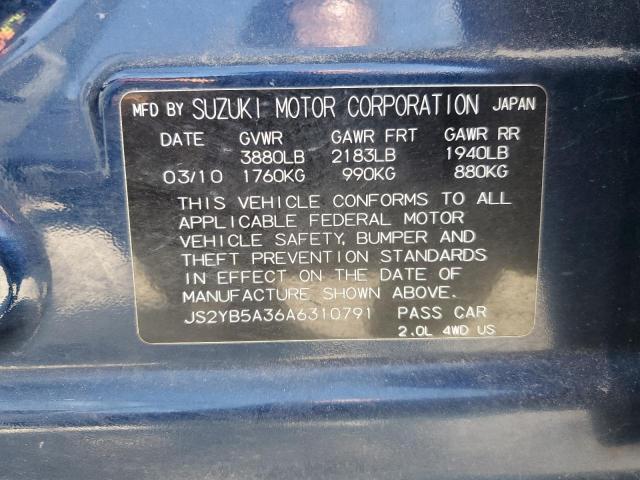 MFD BY SUZUKI MOTOR CORPORATION JAPAN
DATE GVWR GAWR FRT GAWR RR
3880LB 2183LB 1940LB
03/10 1760KG 990KG 880KG
THIS VEHICLE CONFORMS TO ALL
APPLICABLE FEDERAL MOTOR
VEHICLE SAFETY, BUMPER AND
THEFT PREVENTION STANDARDS
IN EFFECT ON THE DATE OF
MANUFACTURE SHOWN ABOVE.
JS2YB5A36A6310791 PASS CAR
2.0L 4WD US